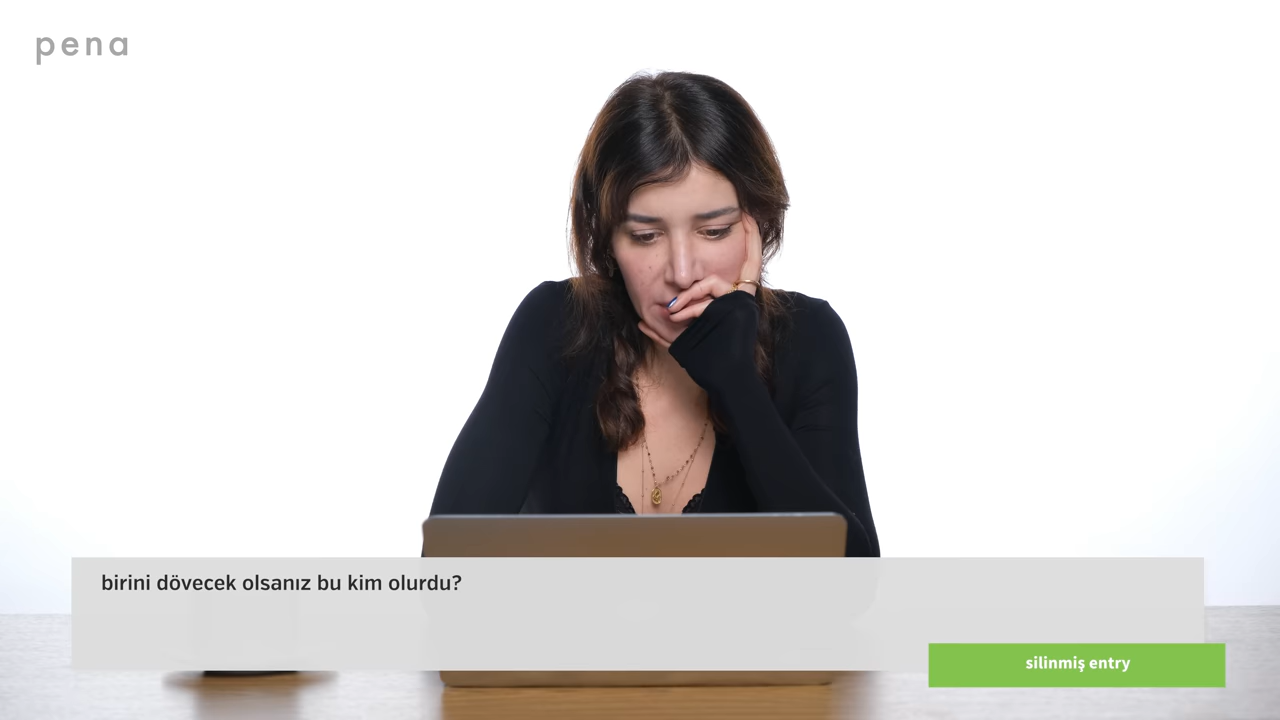 pena
birini dövecek olsanız bu kim olurdu?
silinmiş entry